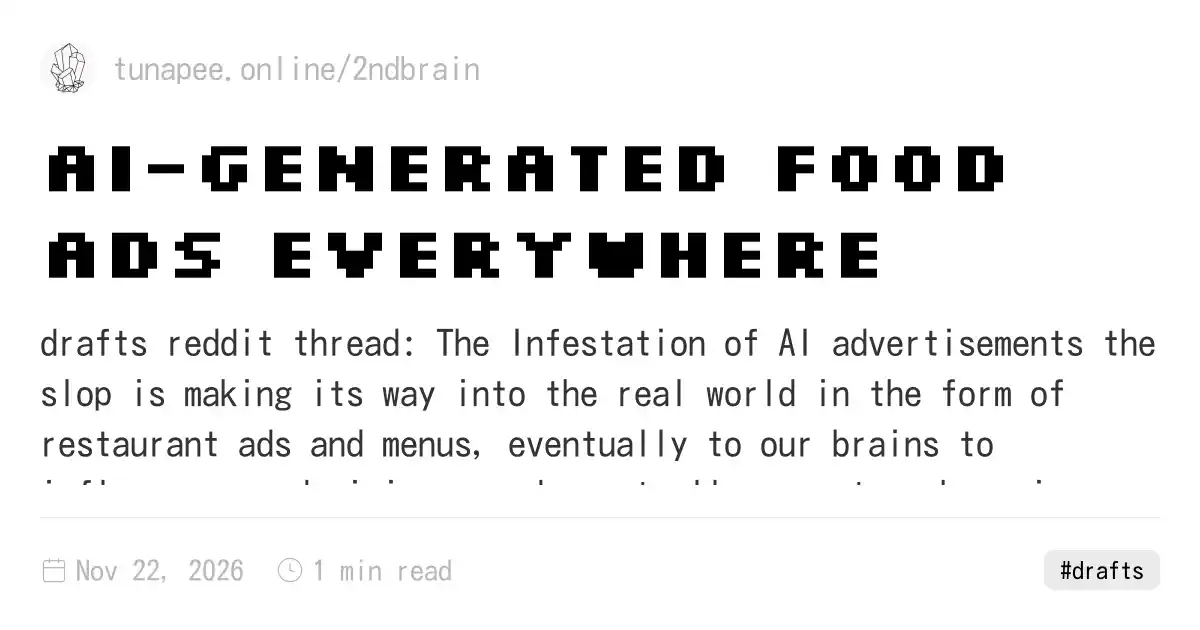 tunapee.online/2ndbrain
AI-GENERATED FOOD
ADS EVERYWHERE
drafts reddit thread: The Infestation of AI advertisements the
slop is making its way into the real world in the form of
restaurant ads and menus, eventually to our brains to
Nov 22, 2026
1 min read
#drafts